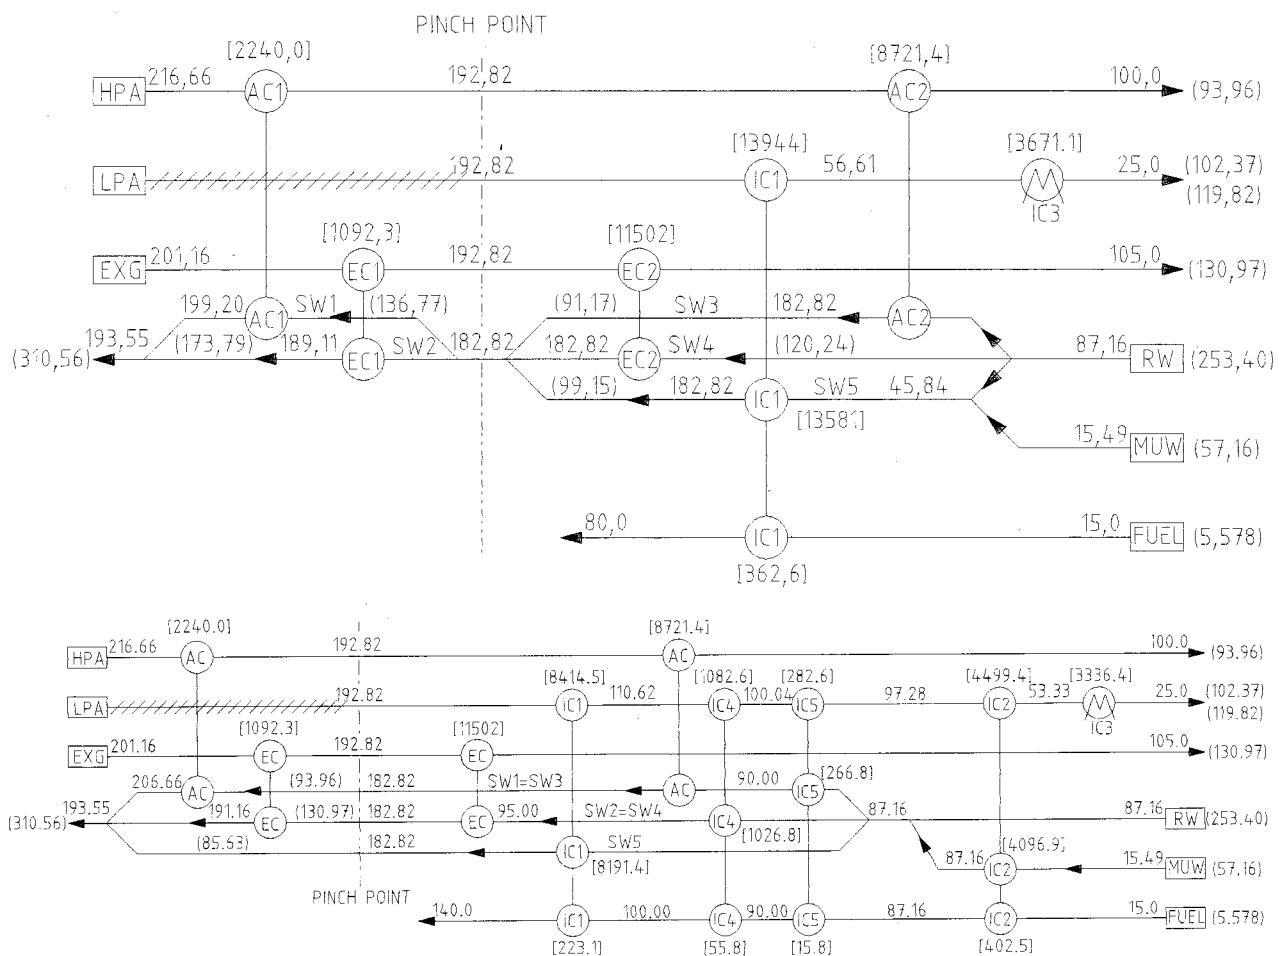 PINCH POINT
[2240,0] [8721,4]
HPA 216,66 AC1 192,82 AC2 100,0 (93,96)
[13944] [3671.1]
LPA 192,82 IC1 56,61 IC3 25,0 (102,37)
(119,82)
[1092,3] [11502]
EXG 201,16 EC1 192,82 EC2 105,0 (130,97)
199,20 AC1 SW1 (136,77) (91,17) SW3 182,82 AC2
(310,56) 193,55 (173,79) 189,11 EC1 SW2 182,82 182,82 EC2 SW4 (120,24) 87,16 RW (253,40)
(99,15) 182,82 IC1 SW5 45,84
[13581]
15,49 MUW (57,16)
80,0 IC1 15,0 FUEL (5,578)
[362,6]
[2240.0] [8721.4]
HPA 216.66 AC 192.82 AC 100.0 (93.96)
[8414.5] [1082.6] [282.6] [4499.4] [3336.4]
LPA 192.82 IC1 110.62 IC4 100.04 IC5 97.28 IC2 53.33 IC3 25.0 (102.37)
(119.82)
[1092.3] [11502]
EXG 201.16 EC 192.82 EC 105.0 (130.97)
206.66 AC (93.96) 182.82 SW1=SW3 AC 90.00 IC5 [266.8]
(310.56) 193.55 191.16 EC (130.97) 182.82 EC 95.00 SW2=SW4 IC4 87.16 87.16 RW (253.40)
[1026.8]
(85.63) 182.82 IC1 SW5
[8191.4]
87.16 IC2 [4096.9] 15.49 MUW (57.16)
PINCH POINT
140.0 IC1 100.00 IC4 90.00 IC5 87.16 IC2 15.0 FUEL (5.578)
[223.1] [55.8] [15.8] [402.5]